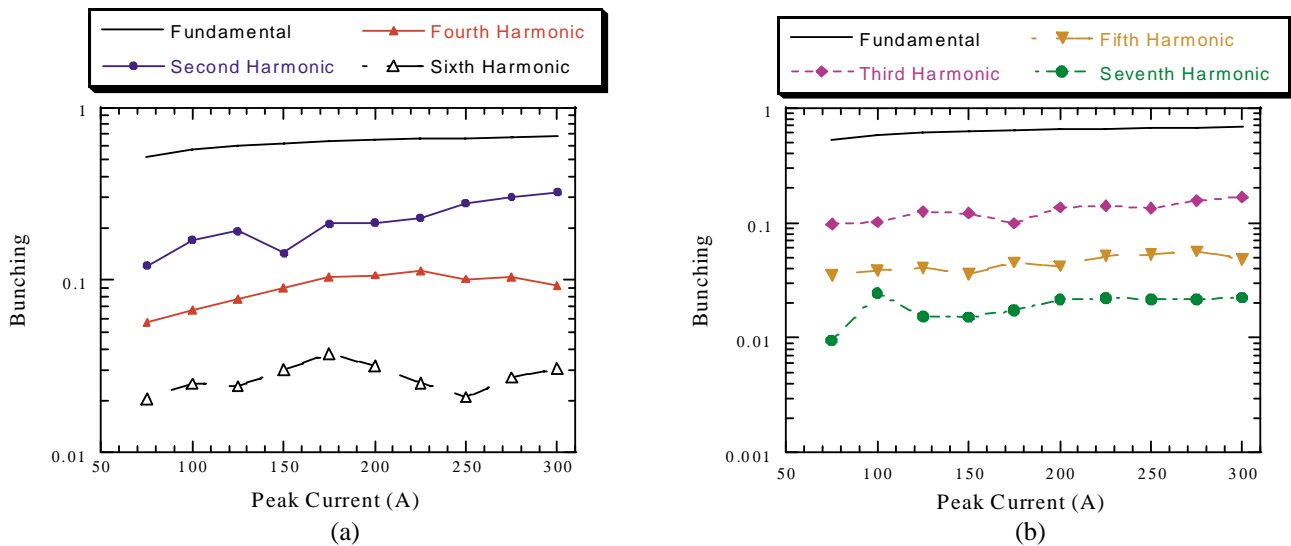 Fundamental
Fourth Harmonic
Second Harmonic
Sixth Harmonic
1
0.1
0.01
50
100
150
200
250
300
Bunching
Peak Current (A)
(a)
Fundamental
Fifth Harmonic
Third Harmonic
Seventh Harmonic
1
0.1
0.01
0.001
50
100
150
200
250
300
Bunching
Peak Current (A)
(b)